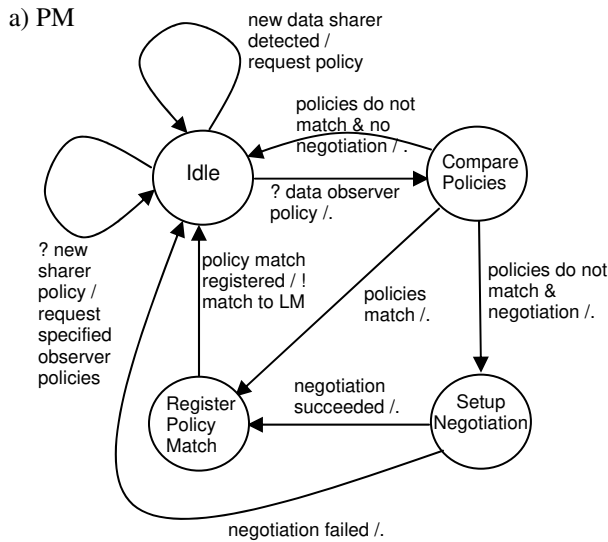 a) PM
new data sharer
detected /
request policy
policies do not
match & no
negotiation /.
Idle
Compare
Policies
? data observer
policy /.
? new
sharer
policy /
request
specified
observer
policies
policy match
registered / !
match to LM
policies
match /.
policies do not
match &
negotiation /.
Register
Policy
Match
negotiation
succeeded /.
Setup
Negotiation
negotiation failed /.